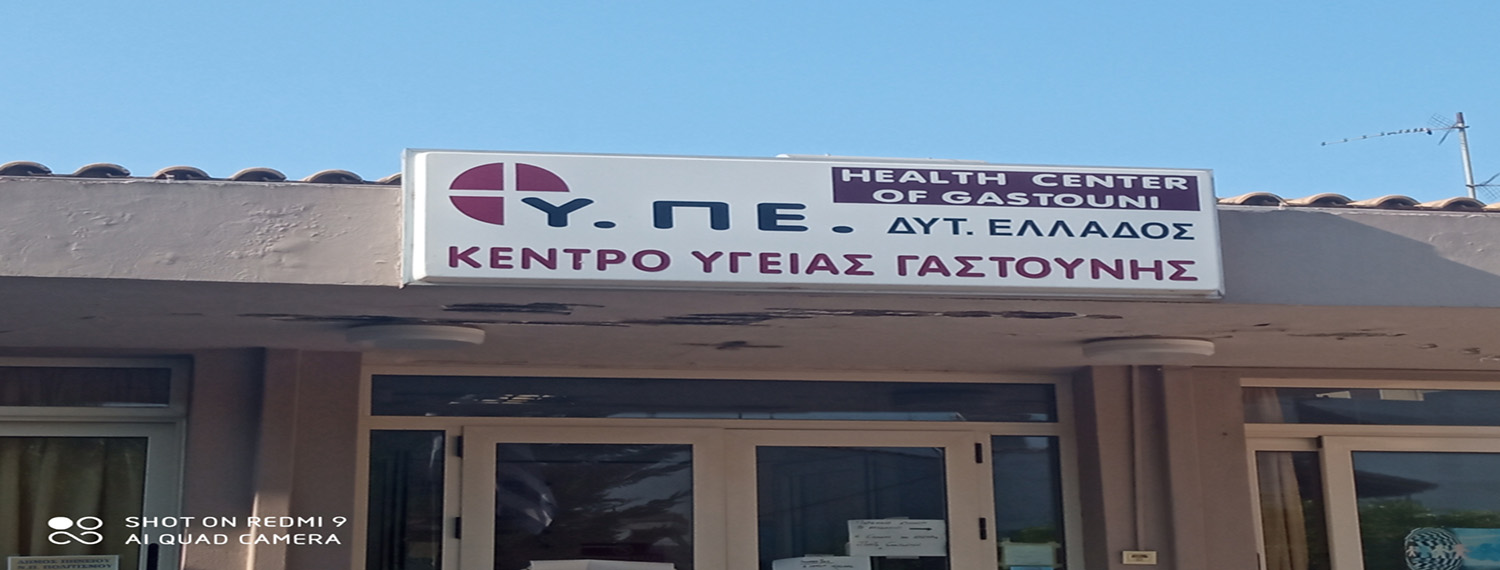 HEALTH CENTER
OF GASTOUNI
Υ. ΠΕ.
ΔΥΤ. ΕΛΛΑΔΟΣ
ΚΕΝΤΡΟ ΥΓΕΙΑΣ ΓΑΣΤΟΥΝΗΣ
SHOT ON REDMI 9
AI QUAD CAMERA